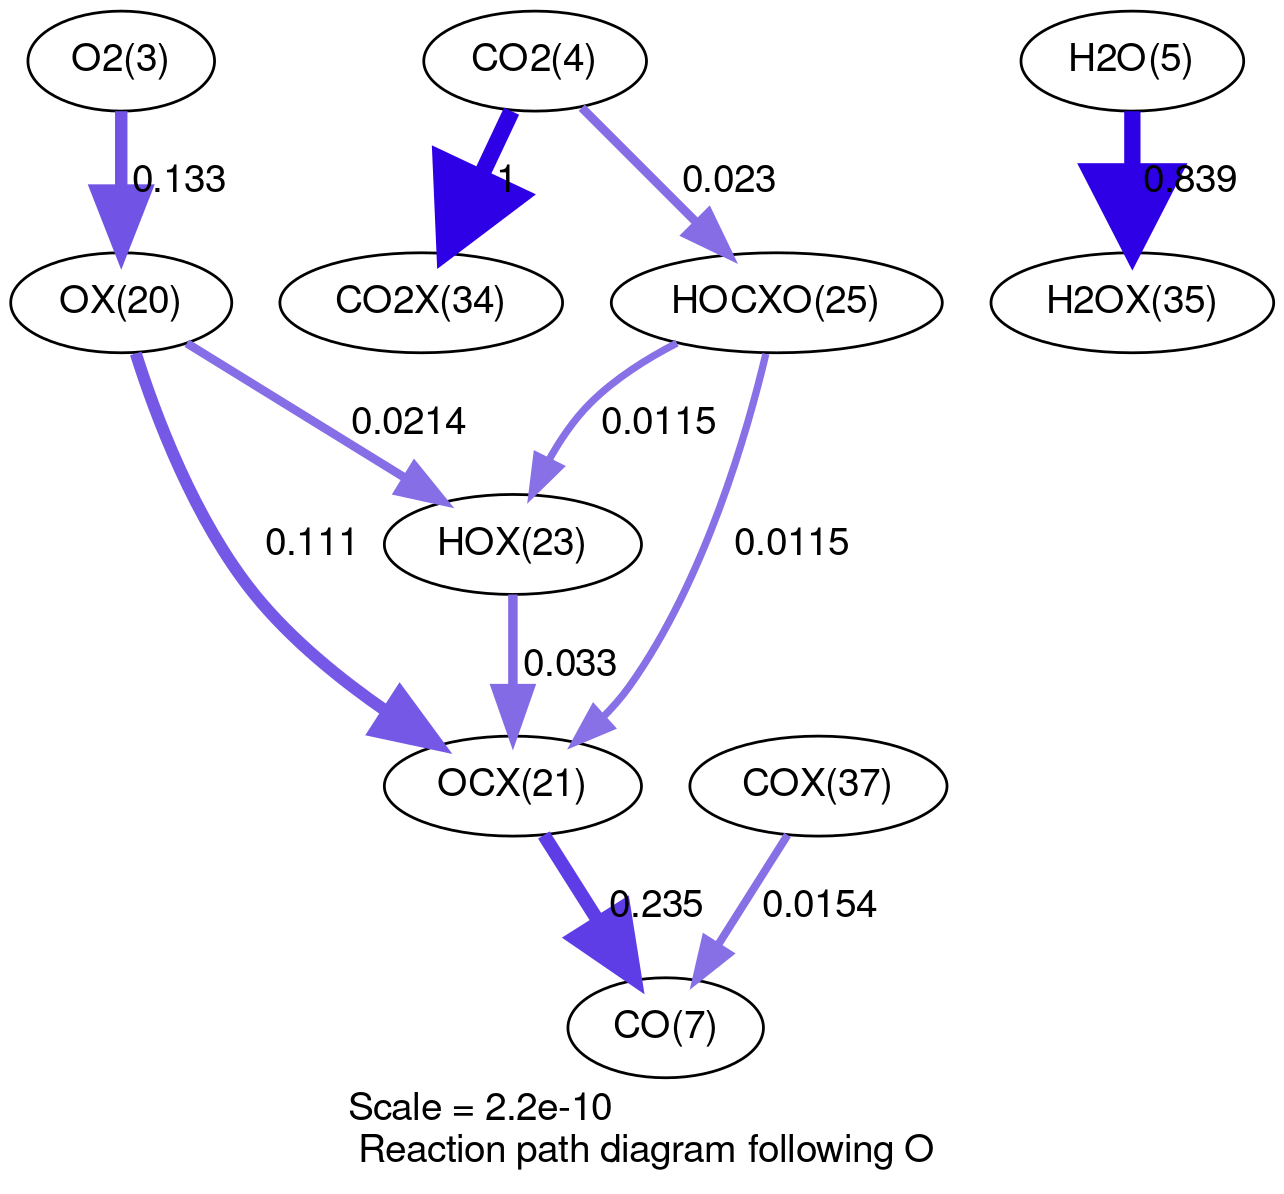 O2(3)
CO2(4)
H2O(5)
0.133
1
0.023
0.839
OX(20)
CO2X(34)
HOCXO(25)
H2OX(35)
0.0214
0.0115
0.111
HOX(23)
0.0115
0.033
OCX(21)
COX(37)
0.235
0.0154
CO(7)
Scale = 2.2e-10
Reaction path diagram following O